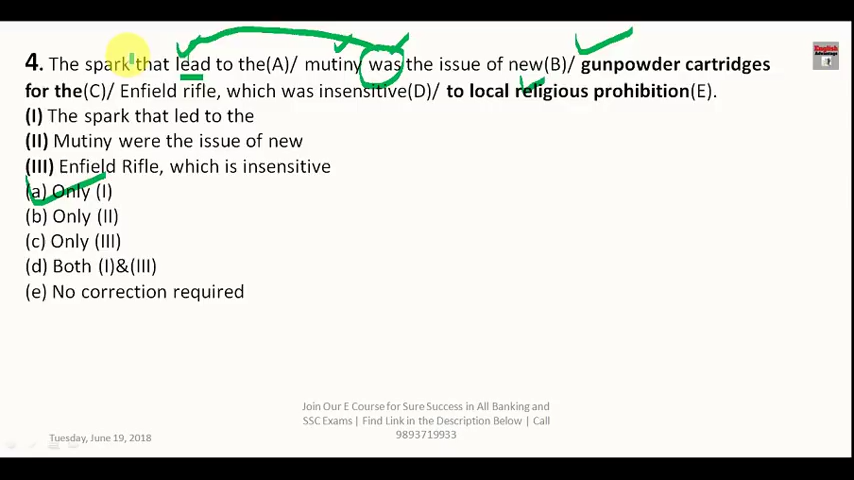 4. The spark that lead to the(A)/ mutiny was the issue of new(B)/ gunpowder cartridges
for the(C)/ Enfield rifle, which was insensitive(D)/ to local religious prohibition(E).
(I) The spark that led to the
(II) Mutiny were the issue of new
(III) Enfield Rifle, which is insensitive
(a) Only (I)
(b) Only (II)
(c) Only (III)
(d) Both (I)&(III)
(e) No correction required
Join Our E Course for Sure Success in All Banking and
SSC Exams | Find Link in the Description Below | Call
9893719933
Tuesday, June 19, 2018
English